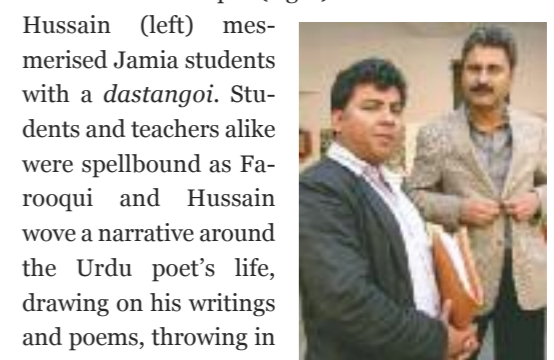 Hussain (left) mes-
merised Jamia students
with a dastangoi. Stu-
dents and teachers alike
were spellbound as Fa-
rooqui and Hussain
wove a narrative around
the Urdu poet's life,
drawing on his writings
and poems, throwing in